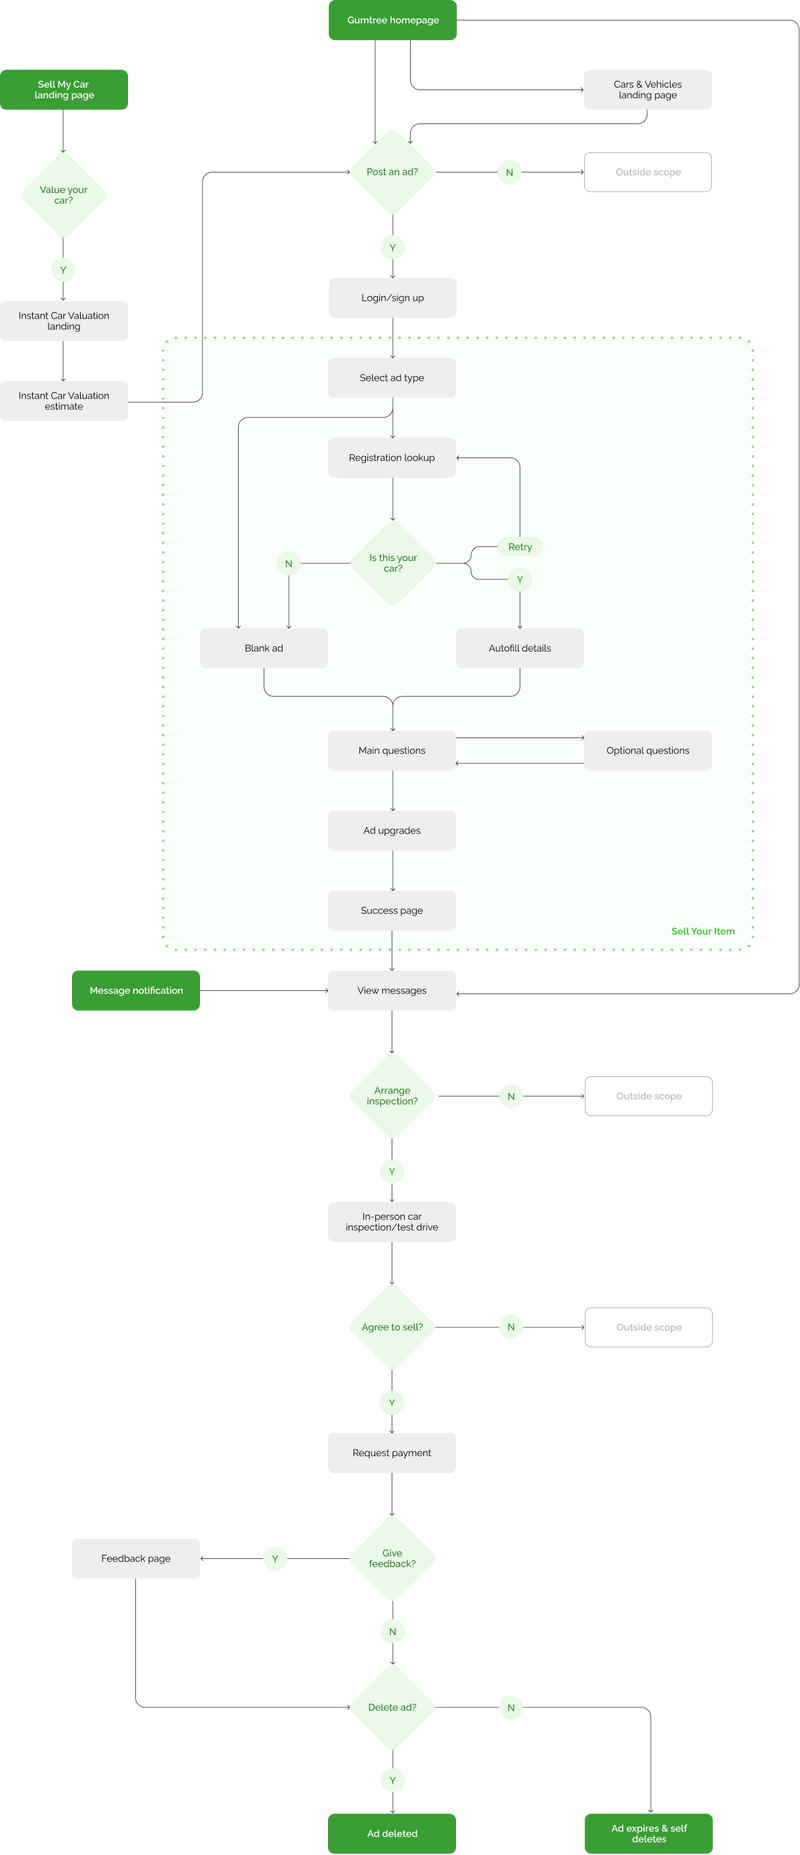 Gumtree homepage
Sell My Car
landing page
Cars & Vehicles
landing page
Post an ad?
N
Outside scope
Value your
car?
Y
Y
Login/sign up
Instant Car Valuation
landing
Select ad type
Instant Car Valuation
estimate
Registration lookup
Retry
Is this your
car?
N
Y
Blank ad
Autofill details
Main questions
Optional questions
Ad upgrades
Success page
Sell Your Item
Message notification
View messages
Arrange
inspection?
N
Outside scope
Y
In-person car
inspection/test drive
Agree to sell?
N
Outside scope
Y
Request payment
Give
feedback?
Y
Feedback page
N
Delete ad?
N
Y
Ad deleted
Ad expires & self
deletes